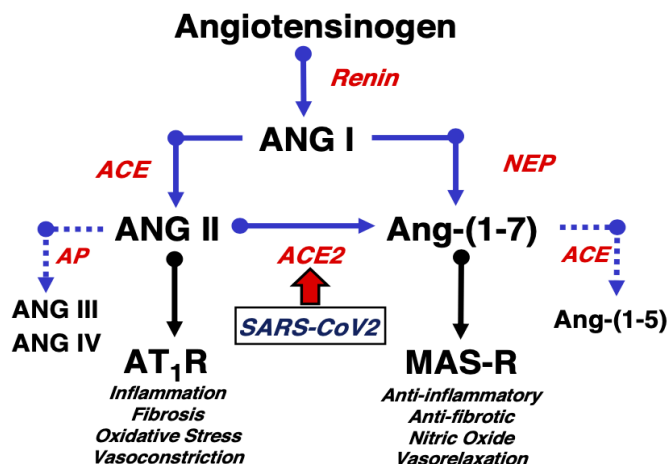 Angiotensinogen
Renin
ANG I
ACE
NEP
ANG II
Ang-(1-7)
AP
ACE2
ACE
ANG III
ANG IV
SARS-CoV2
Ang-(1-5)
AT₁R
MAS-R
Inflammation
Fibrosis
Oxidative Stress
Vasoconstriction
Anti-inflammatory
Anti-fibrotic
Nitric Oxide
Vasorelaxation